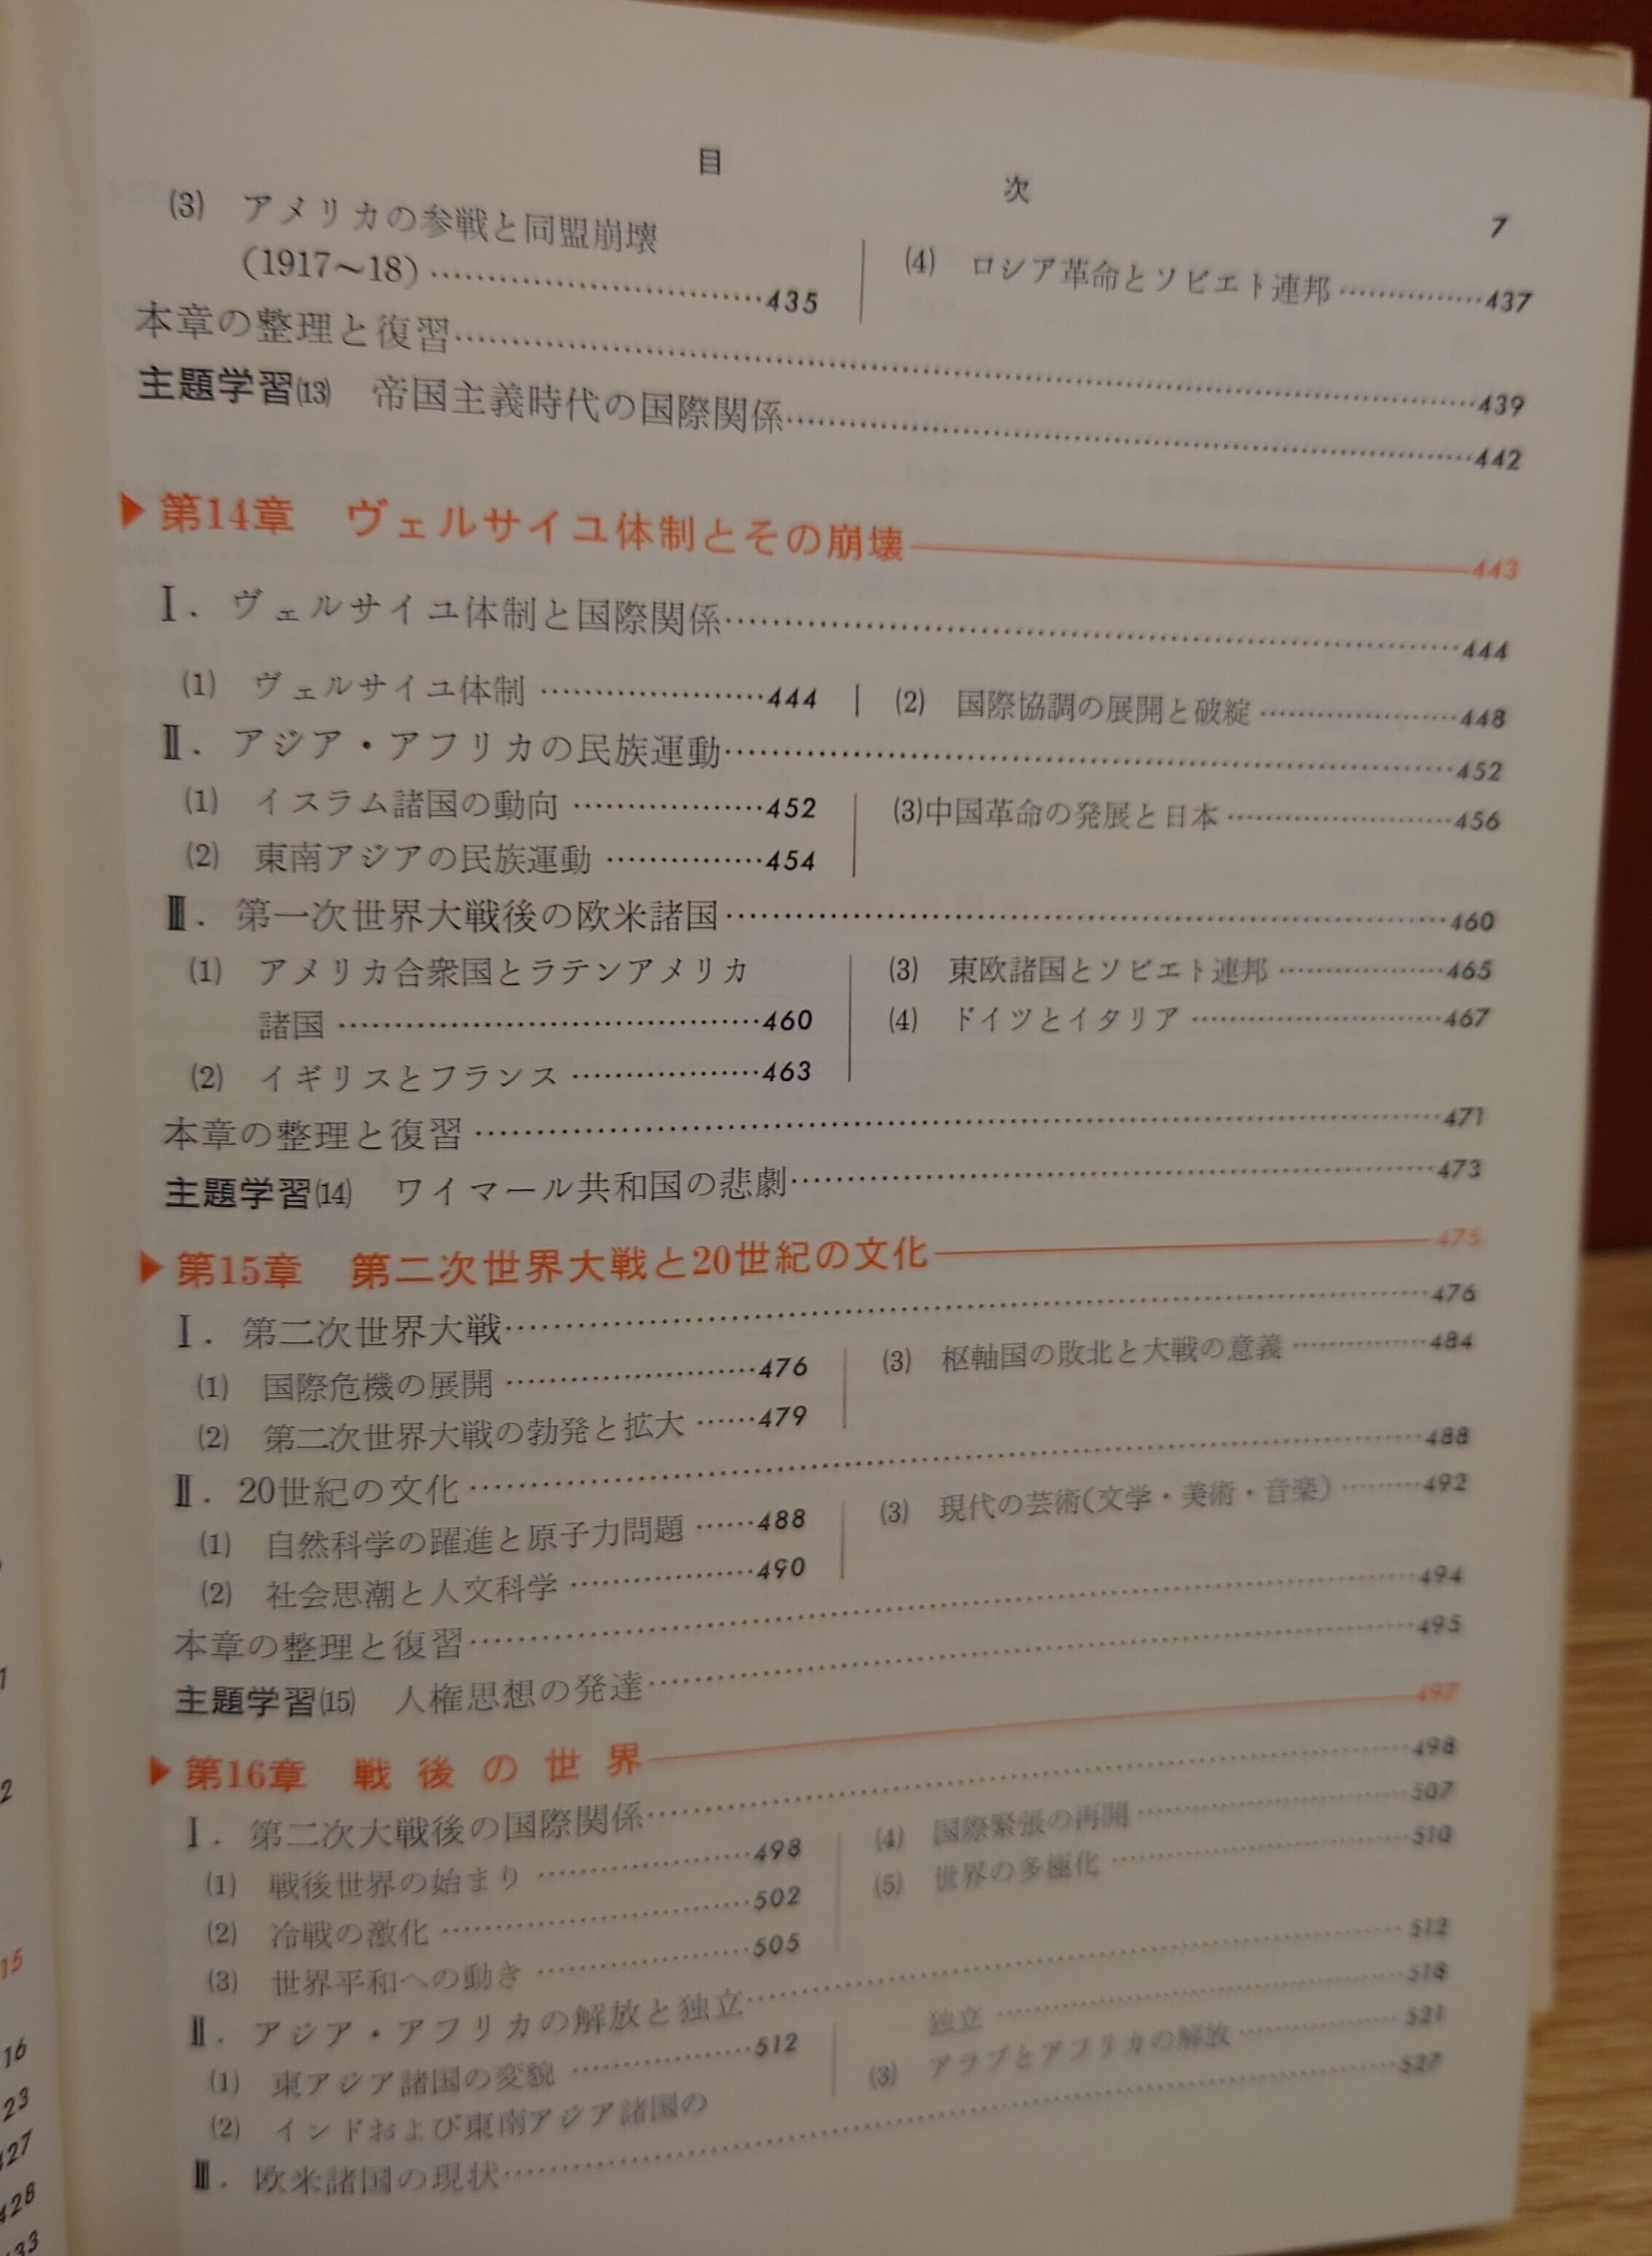 目次
7
(3) アメリカの参戦と同盟崩壊
(1917〜18)……435
(4) ロシア革命とソビエト連邦……437
本章の整理と復習……439
主題学習(13) 帝国主義時代の国際関係……442
▶第14章 ヴェルサイユ体制とその崩壊―443
Ⅰ. ヴェルサイユ体制と国際関係……444
(1) ヴェルサイユ体制……444
(2) 国際協調の展開と破綻……448
Ⅱ. アジア・アフリカの民族運動……452
(1) イスラム諸国の動向……452
(2) 東南アジアの民族運動……454
(3)中国革命の発展と日本……456
Ⅲ. 第一次世界大戦後の欧米諸国……460
(1) アメリカ合衆国とラテンアメリカ
諸国……460
(2) イギリスとフランス……463
(3) 東欧諸国とソビエト連邦……465
(4) ドイツとイタリア……467
本章の整理と復習……471
主題学習(14) ワイマール共和国の悲劇……473
▶第15章 第二次世界大戦と20世紀の文化―475
Ⅰ. 第二次世界大戦……476
(1) 国際危機の展開……476
(2) 第二次世界大戦の勃発と拡大……479
(3) 枢軸国の敗北と大戦の意義……484
Ⅱ. 20世紀の文化……488
(1) 自然科学の躍進と原子力問題……488
(2) 社会思潮と人文科学……490
(3) 現代の芸術(文学・美術・音楽)……492
本章の整理と復習……494
主題学習(15) 人権思想の発達……495
▶第16章 戦後の世界―497
Ⅰ. 第二次大戦後の国際関係……498
(1) 戦後世界の始まり……498
(2) 冷戦の激化……502
(3) 世界平和への動き……505
(4) 国際緊張の再開……507
(5) 世界の多極化……510
Ⅱ. アジア・アフリカの解放と独立……512
(1) 東アジア諸国の変貌……512
(2) インドおよび東南アジア諸国の
独立……518
(3) アラブとアフリカの解放……521
Ⅲ. 欧米諸国の現状……527